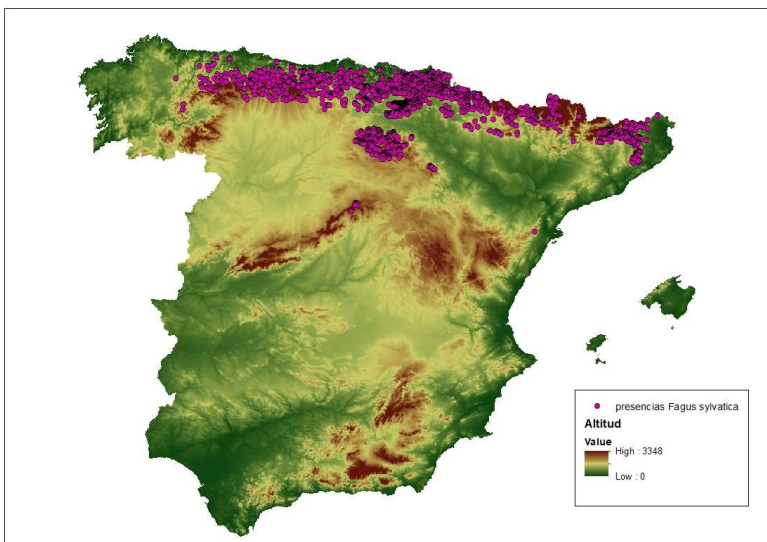 presencias Fagus sylvatica
Altitud
Value
High : 3348
Low : 0